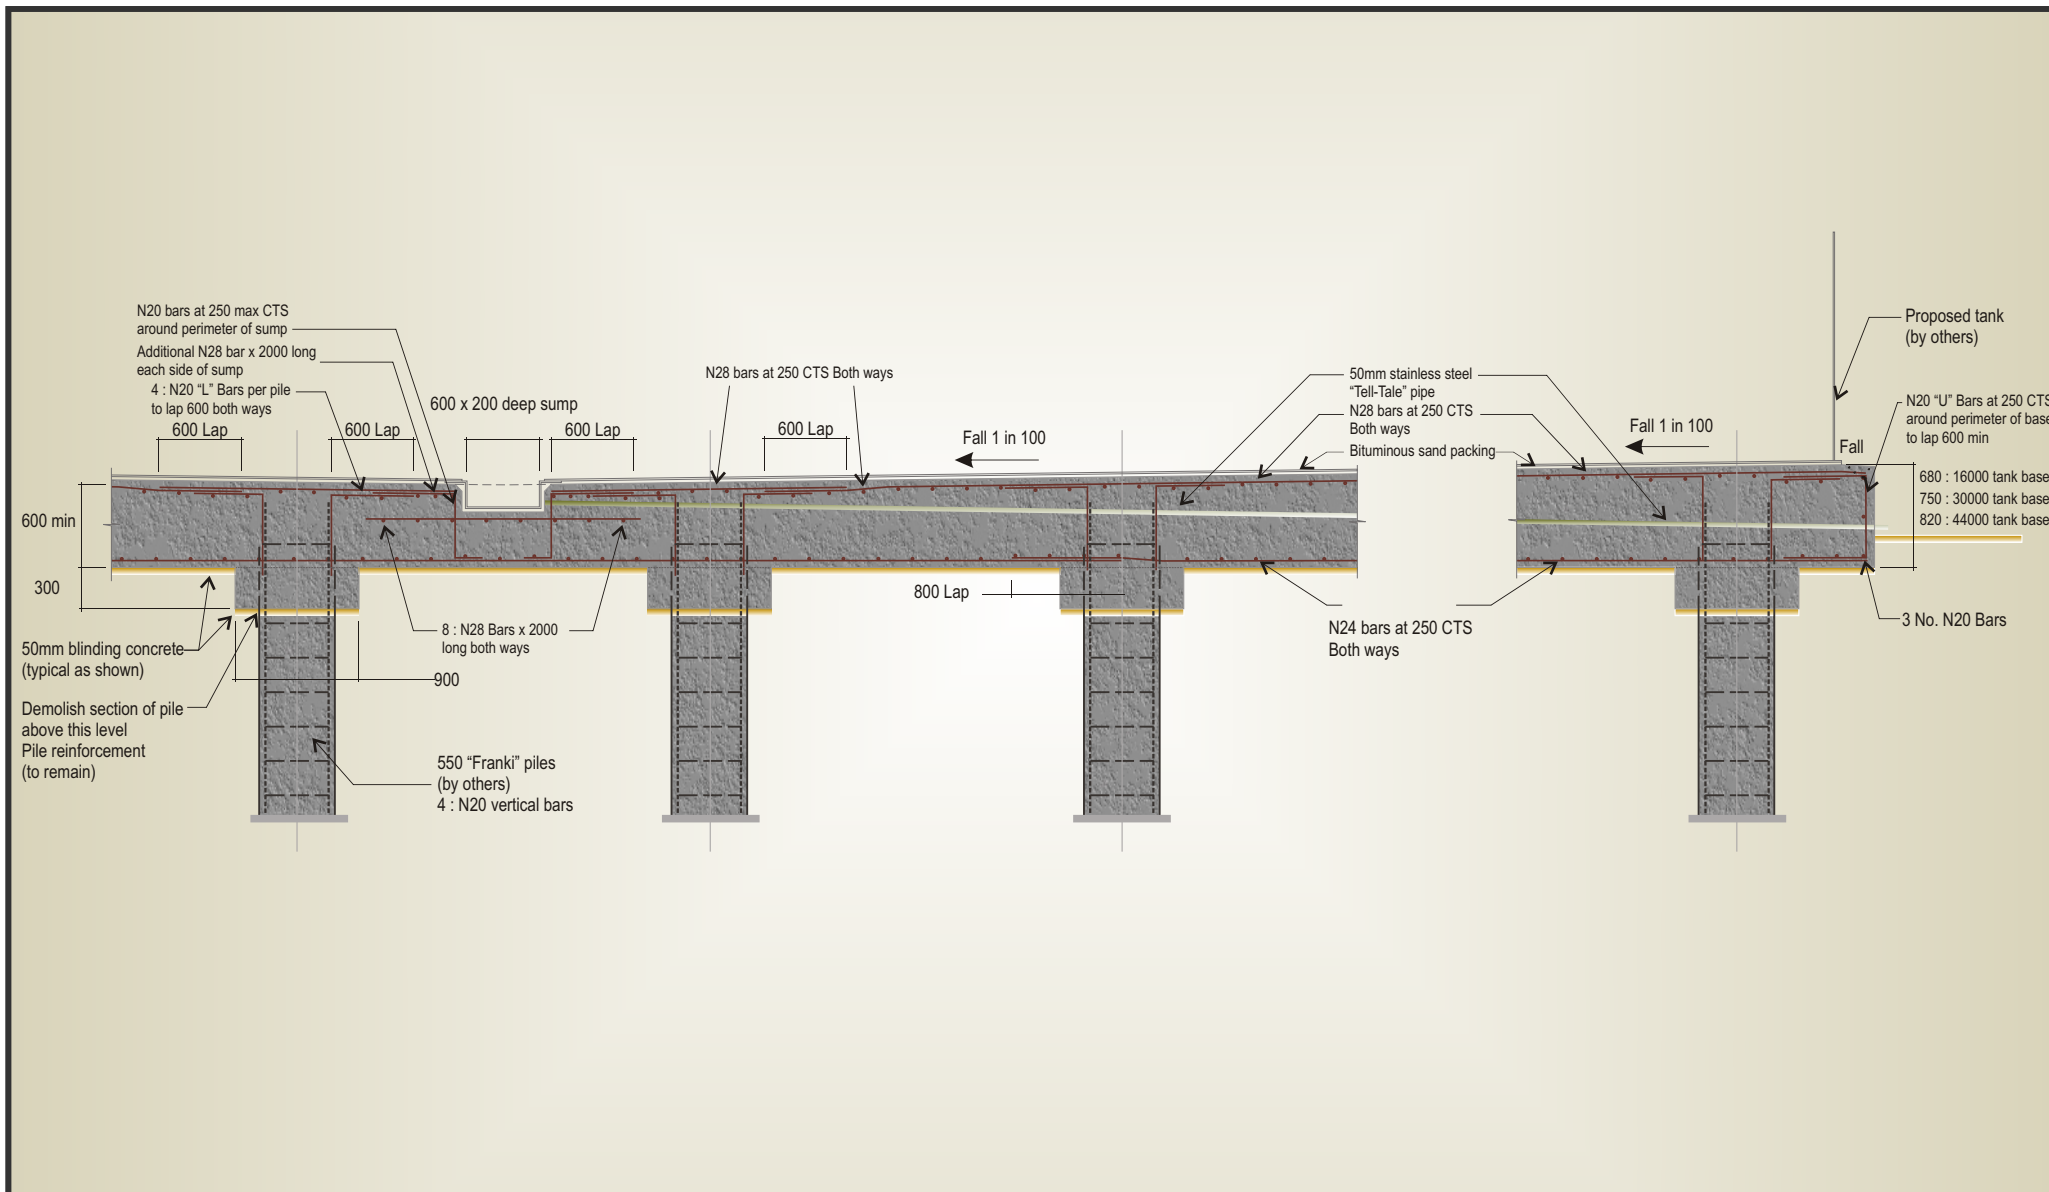 N20 bars at 250 max CTS
around perimeter of sump
Additional N28 bar x 2000 long
each side of sump
4 : N20 “L” Bars per pile
to lap 600 both ways
600 Lap
600 Lap
600 x 200 deep sump
600 Lap
N28 bars at 250 CTS Both ways
600 Lap
Fall 1 in 100
50mm stainless steel
“Tell-Tale” pipe
N28 bars at 250 CTS
Both ways
Bituminous sand packing
Fall 1 in 100
Proposed tank
(by others)
N20 “U” Bars at 250 CTS
around perimeter of base
to lap 600 min
Fall
680 : 16000 tank base
750 : 30000 tank base
820 : 44000 tank base
600 min
300
50mm blinding concrete
(typical as shown)
Demolish section of pile
above this level
Pile reinforcement
(to remain)
8 : N28 Bars x 2000
long both ways
900
550 “Franki” piles
(by others)
4 : N20 vertical bars
800 Lap
N24 bars at 250 CTS
Both ways
3 No. N20 Bars